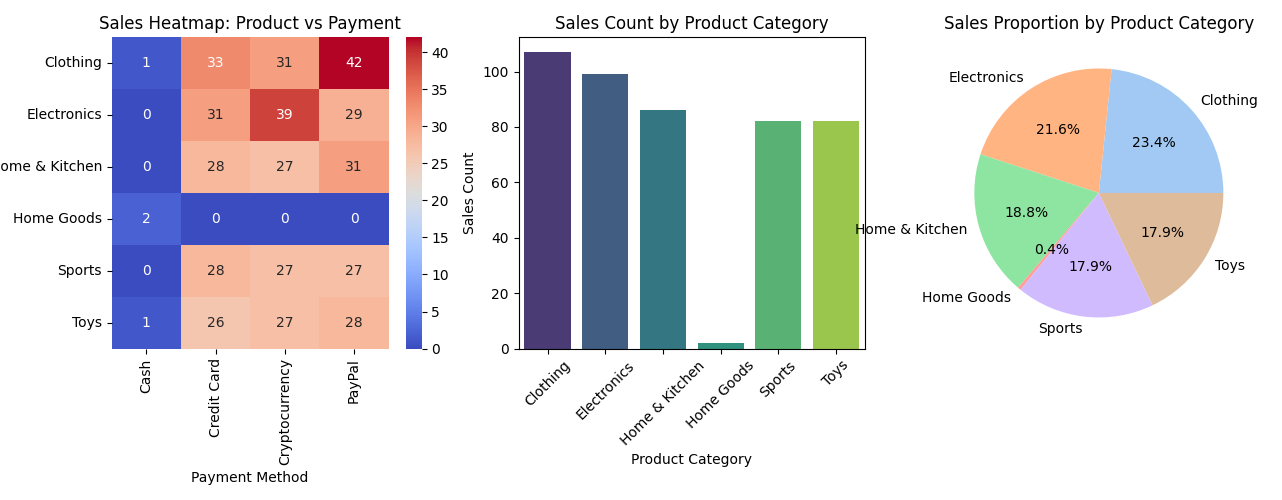 Sales Heatmap: Product vs Payment
Clothing 1 33 31 42
Electronics 0 31 39 29
ome & Kitchen 0 28 27 31
Home Goods 2 0 0 0
Sports 0 28 27 27
Toys 1 26 27 28
Cash
Credit Card
Cryptocurrency
PayPal
Payment Method
40
35
30
25
20
15
10
5
0
Sales Count by Product Category
Sales Count
100
80
60
40
20
0
Clothing
Electronics
Home & Kitchen
Home Goods
Sports
Toys
Product Category
Sales Proportion by Product Category
Clothing
23.4%
Electronics
21.6%
Home & Kitchen
18.8%
Home Goods
0.4%
Sports
17.9%
Toys
17.9%